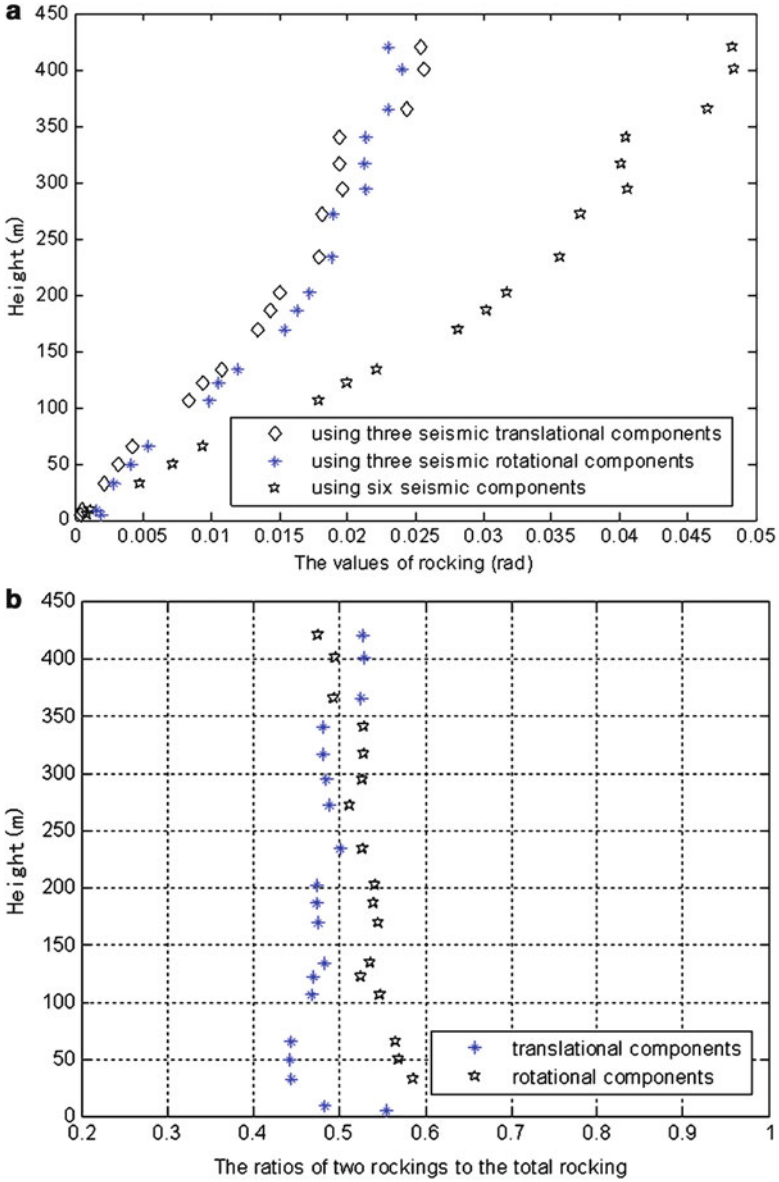 a
450
400
350
300
250
200
150
100
50
0
Height (m)
using three seismic translational components
using three seismic rotational components
using six seismic components
0 0.005 0.01 0.015 0.02 0.025 0.03 0.035 0.04 0.045 0.05
The values of rocking (rad)
b
450
400
350
300
250
200
150
100
50
0
Height (m)
translational components
rotational components
0.2 0.3 0.4 0.5 0.6 0.7 0.8 0.9 1
The ratios of two rockings to the total rocking